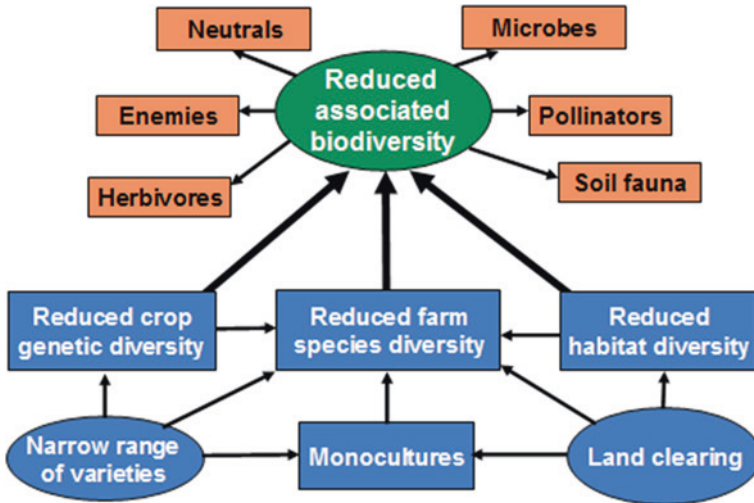 Neutrals
Microbes
Reduced
associated
biodiversity
Enemies
Pollinators
Herbivores
Soil fauna
Reduced crop
genetic diversity
Reduced farm
species diversity
Reduced
habitat diversity
Narrow range
of varieties
Monocultures
Land clearing